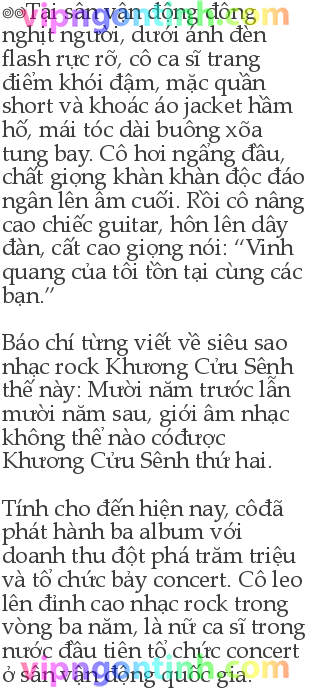 Tại sân vận động đông
nghịt người, dưới ánh đèn
flash rực rỡ, cô ca sĩ trang
điểm khói đậm, mặc quần
short và khoác áo jacket hầm
hố, mái tóc dài buông xõa
tung bay. Cô hơi ngẩng đầu,
chất giọng khàn khàn độc đáo
ngân lên âm cuối. Rồi cô nâng
cao chiếc guitar, hôn lên dây
đàn, cất cao giọng nói: “Vinh
quang của tôi tồn tại cùng các
bạn.”
Báo chí từng viết về siêu sao
nhạc rock Khương Cửu Sênh
thế này: Mười năm trước lẫn
mười năm sau, giới âm nhạc
không thể nào cóđược
Khương Cửu Sênh thứ hai.
Tính cho đến hiện nay, côđã
phát hành ba album với
doanh thu đột phá trăm triệu
và tổ chức bảy concert. Cô leo
lên đỉnh cao nhạc rock trong
vòng ba năm, là nữ ca sĩ trong
nước đầu tiên tổ chức concert
ở sân vận động quốc gia.
vipngontinh.com
vipngontinh.com